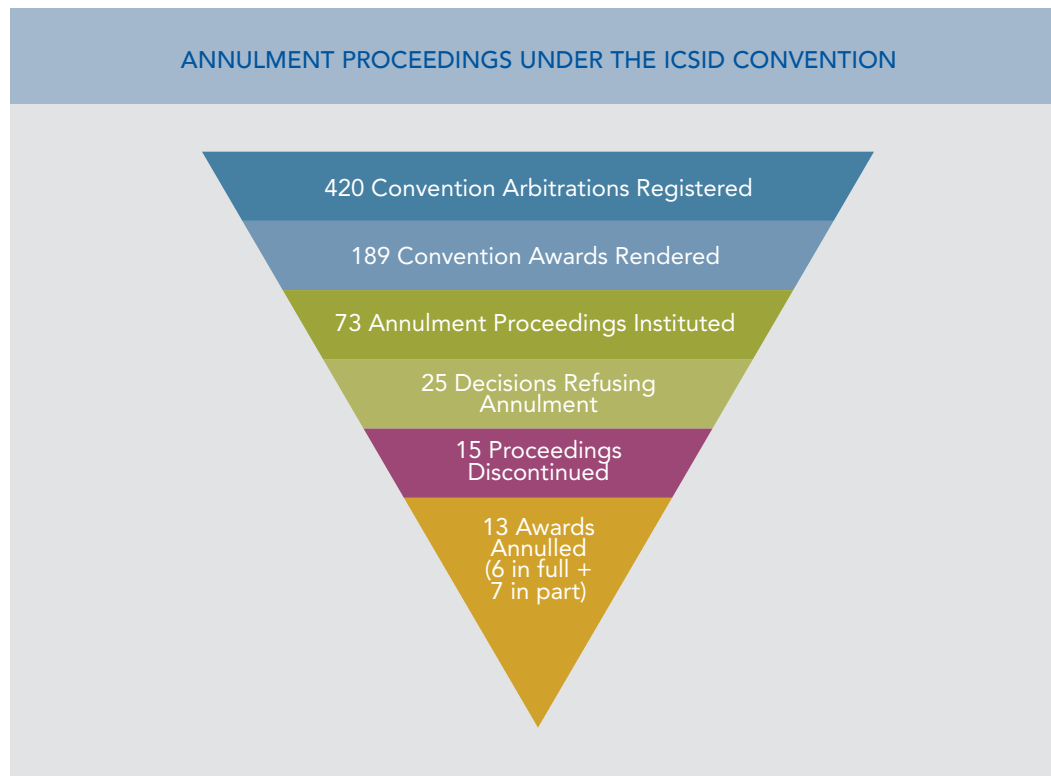 ANNULMENT PROCEEDINGS UNDER THE ICSID CONVENTION
420 Convention Arbitrations Registered
189 Convention Awards Rendered
73 Annulment Proceedings Instituted
25 Decisions Refusing
Annulment
15 Proceedings
Discontinued
13 Awards
Annulled
(6 in full +
7 in part)